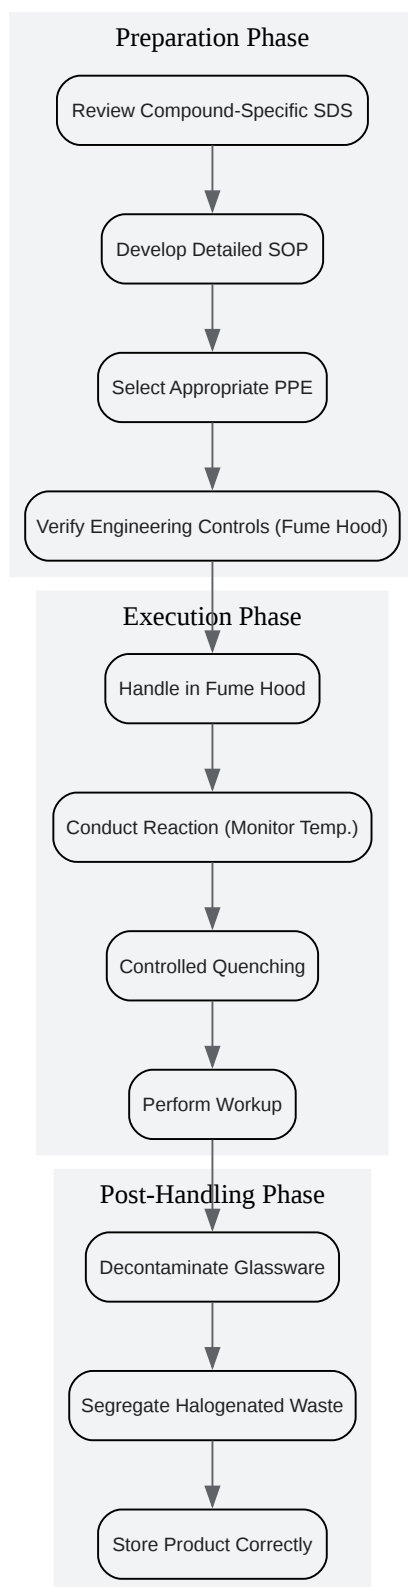 Preparation Phase
Review Compound-Specific SDS
Develop Detailed SOP
Select Appropriate PPE
Verify Engineering Controls (Fume Hood)
Execution Phase
Handle in Fume Hood
Conduct Reaction (Monitor Temp.)
Controlled Quenching
Perform Workup
Post-Handling Phase
Decontaminate Glassware
Segregate Halogenated Waste
Store Product Correctly